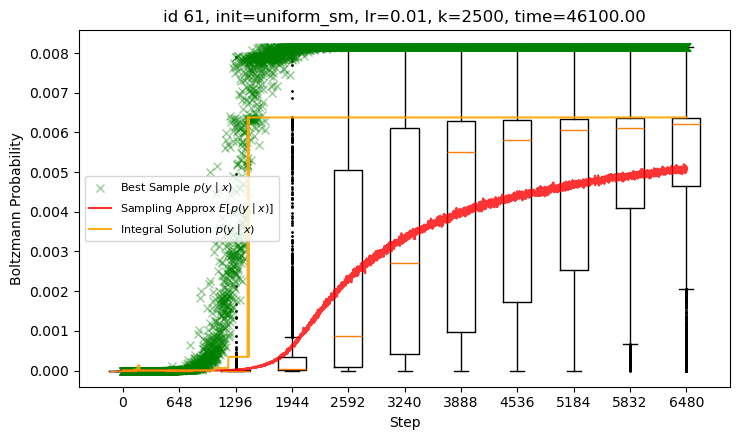 id 61, init=uniform_sm, lr=0.01, k=2500, time=46100.00
Boltzmann Probability
0.008
0.007
0.006
0.005
0.004
0.003
0.002
0.001
0.000
Best Sample p(y | x)
Sampling Approx E[p(y | x)]
Integral Solution p(y | x)
0 648 1296 1944 2592 3240 3888 4536 5184 5832 6480
Step